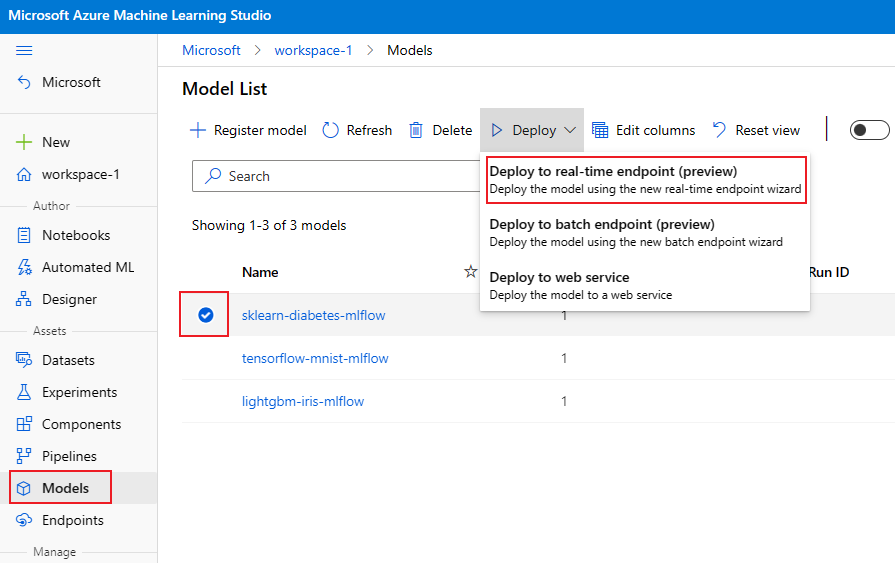 Microsoft Azure Machine Learning Studio
Microsoft > workspace-1 > Models
Microsoft
New
workspace-1
Author
Notebooks
Automated ML
Designer
Assets
Datasets
Experiments
Components
Pipelines
Models
Endpoints
Manage
Model List
Register model Refresh Delete Deploy Edit columns Reset view
Search
Deploy to real-time endpoint (preview)
Deploy the model using the new real-time endpoint wizard
Deploy to batch endpoint (preview)
Deploy the model using the new batch endpoint wizard
Deploy to web service
Deploy the model to a web service
Showing 1-3 of 3 models
Name Run ID
sklearn-diabetes-mlflow 1
tensorflow-mnist-mlflow 1
lightgbm-iris-mlflow 1